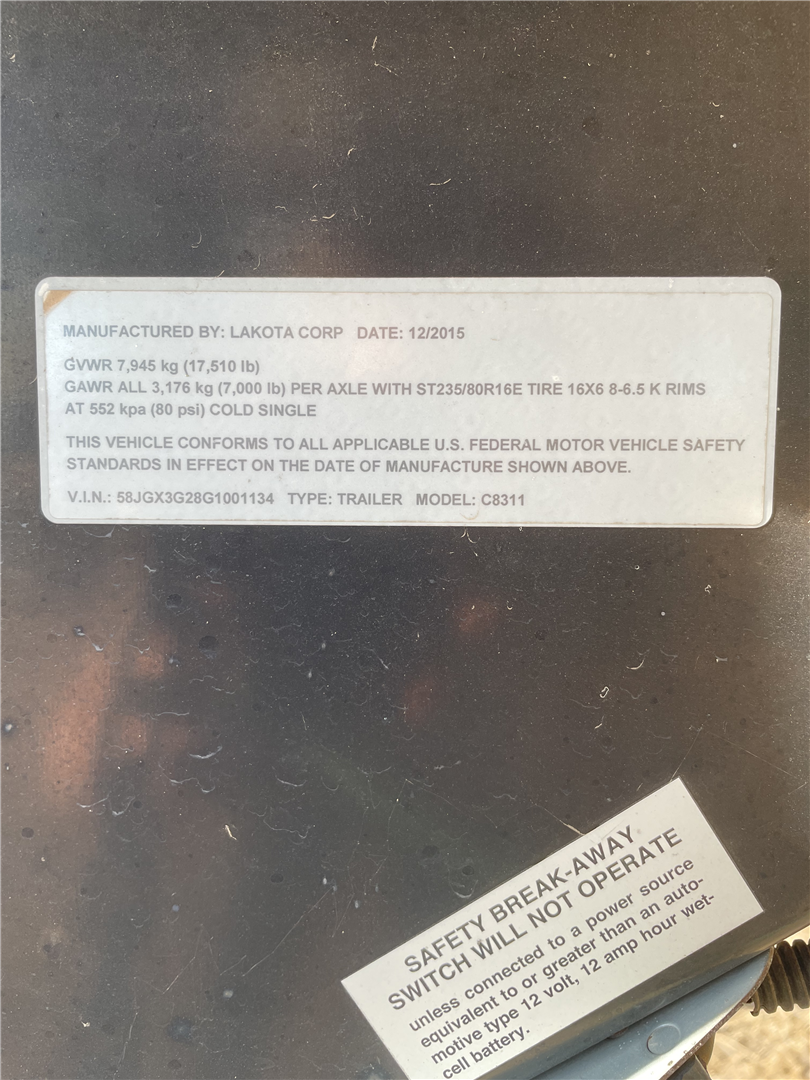 MANUFACTURED BY: LAKOTA CORP DATE: 12/2015
GVWR 7,945 kg (17,510 lb)
GAWR ALL 3,176 kg (7,000 lb) PER AXLE WITH ST235/80R16E TIRE 16X6 8-6.5 K RIMS
AT 552 kpa (80 psi) COLD SINGLE
THIS VEHICLE CONFORMS TO ALL APPLICABLE U.S. FEDERAL MOTOR VEHICLE SAFETY
STANDARDS IN EFFECT ON THE DATE OF MANUFACTURE SHOWN ABOVE.
V.I.N.: 58JGX3G28G1001134 TYPE: TRAILER MODEL: C8311
SAFETY BREAK-AWAY
SWITCH WILL NOT OPERATE
unless connected to a power source
equivalent to or greater than an auto-
motive type 12 volt, 12 amp hour wet-
cell battery.